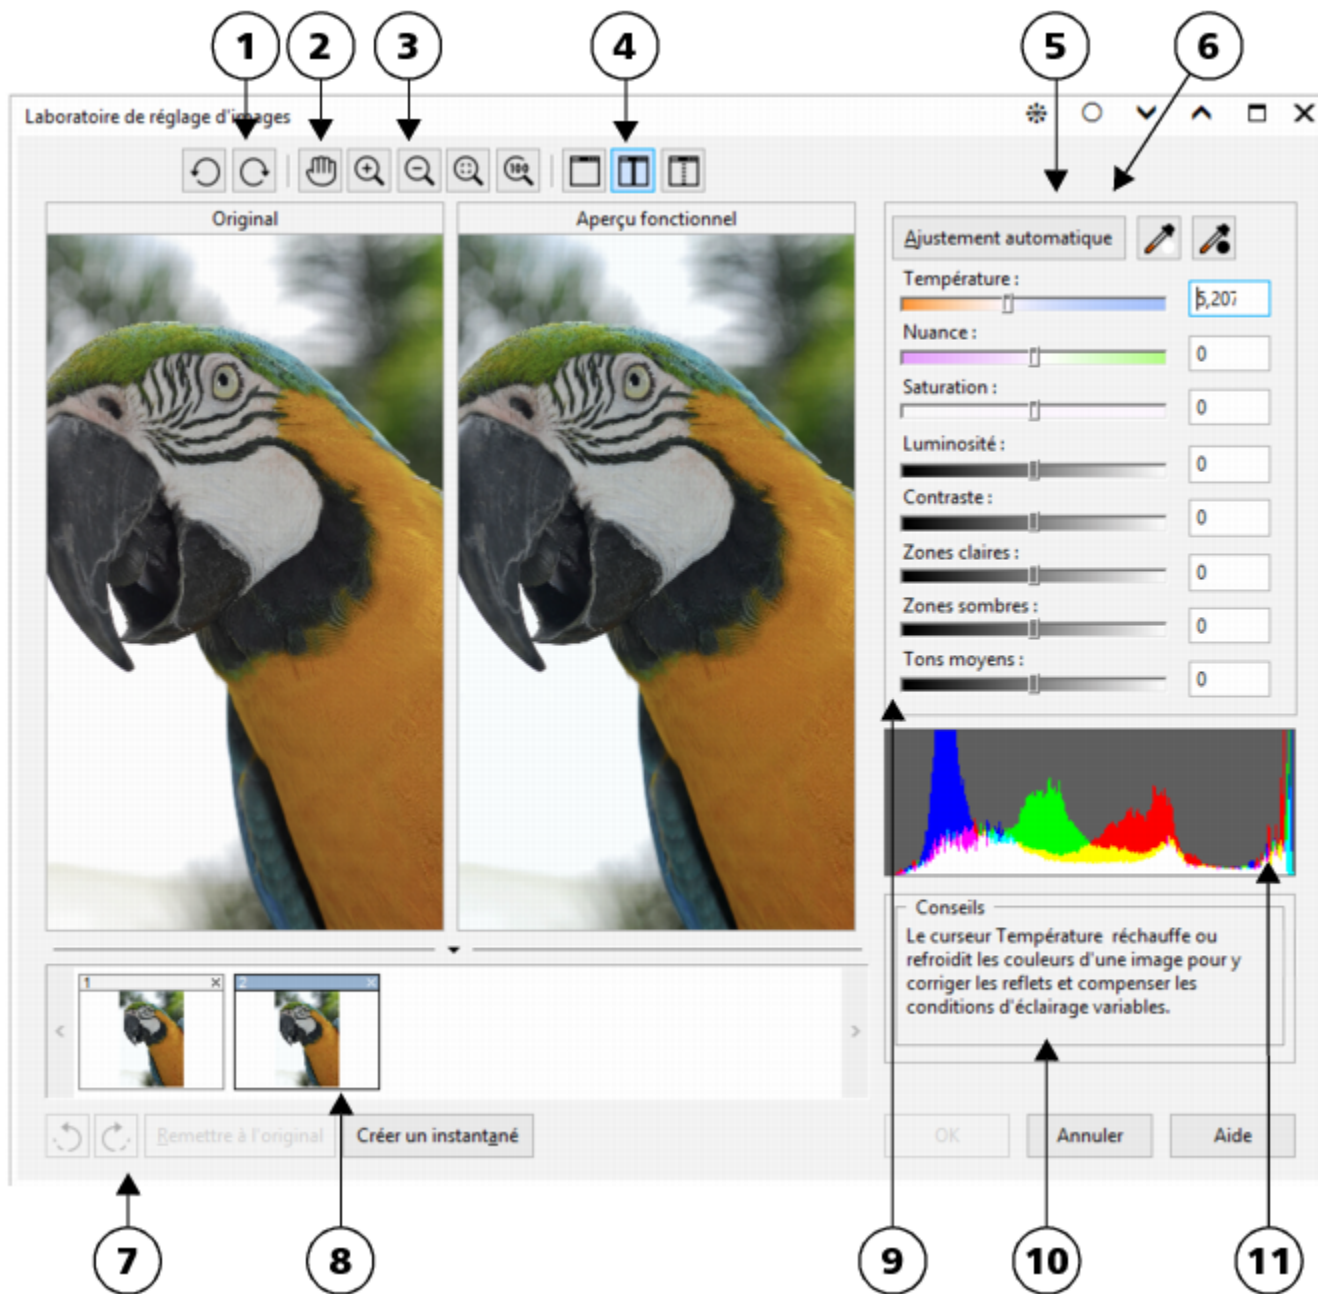 1 2 3 4 5 6
Laboratoire de réglage d'images
100
Original
Aperçu fonctionnel
Ajustement automatique
Température :
5,207
Nuance :
0
Saturation :
0
Luminosité :
0
Contraste :
0
Zones claires :
0
Zones sombres :
0
Tons moyens :
0
Conseils
Le curseur Température réchauffe ou
refroidit les couleurs d'une image pour y
corriger les reflets et compenser les
conditions d'éclairage variables.
1
2
Remettre à l'original
Créer un instantané
OK
Annuler
Aide
7 8 9 10 11